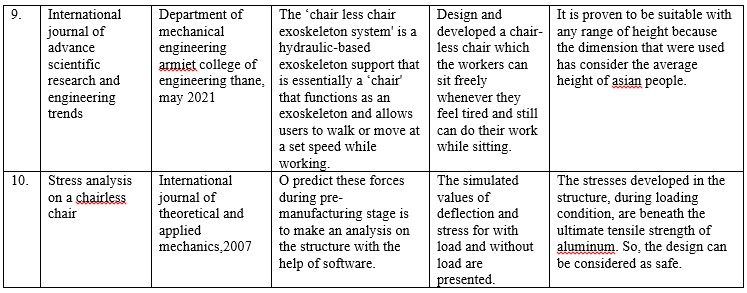 9.
International
journal of
advance
scientific
research and
engineering
trends
Department of
mechanical
engineering
armiet college of
engineering thane,
may 2021
The ‘chair less chair
exoskeleton system' is a
hydraulic-based
exoskeleton support that
is essentially a ‘chair'
that functions as an
exoskeleton and allows
users to walk or move at
a set speed while
working.
Design and
developed a chair-
less chair which
the workers can
sit freely
whenever they
feel tired and still
can do their work
while sitting.
It is proven to be suitable with
any range of height because
the dimension that were used
has consider the average
height of asian people.
10.
Stress analysis
on a chairless
chair
International
journal of
theoretical and
applied
mechanics,2007
O predict these forces
during pre-
manufacturing stage is
to make an analysis on
the structure with the
help of software.
The simulated
values of
deflection and
stress for with
load and without
load are
presented.
The stresses developed in the
structure, during loading
condition, are beneath the
ultimate tensile strength of
aluminum. So, the design can
be considered as safe.